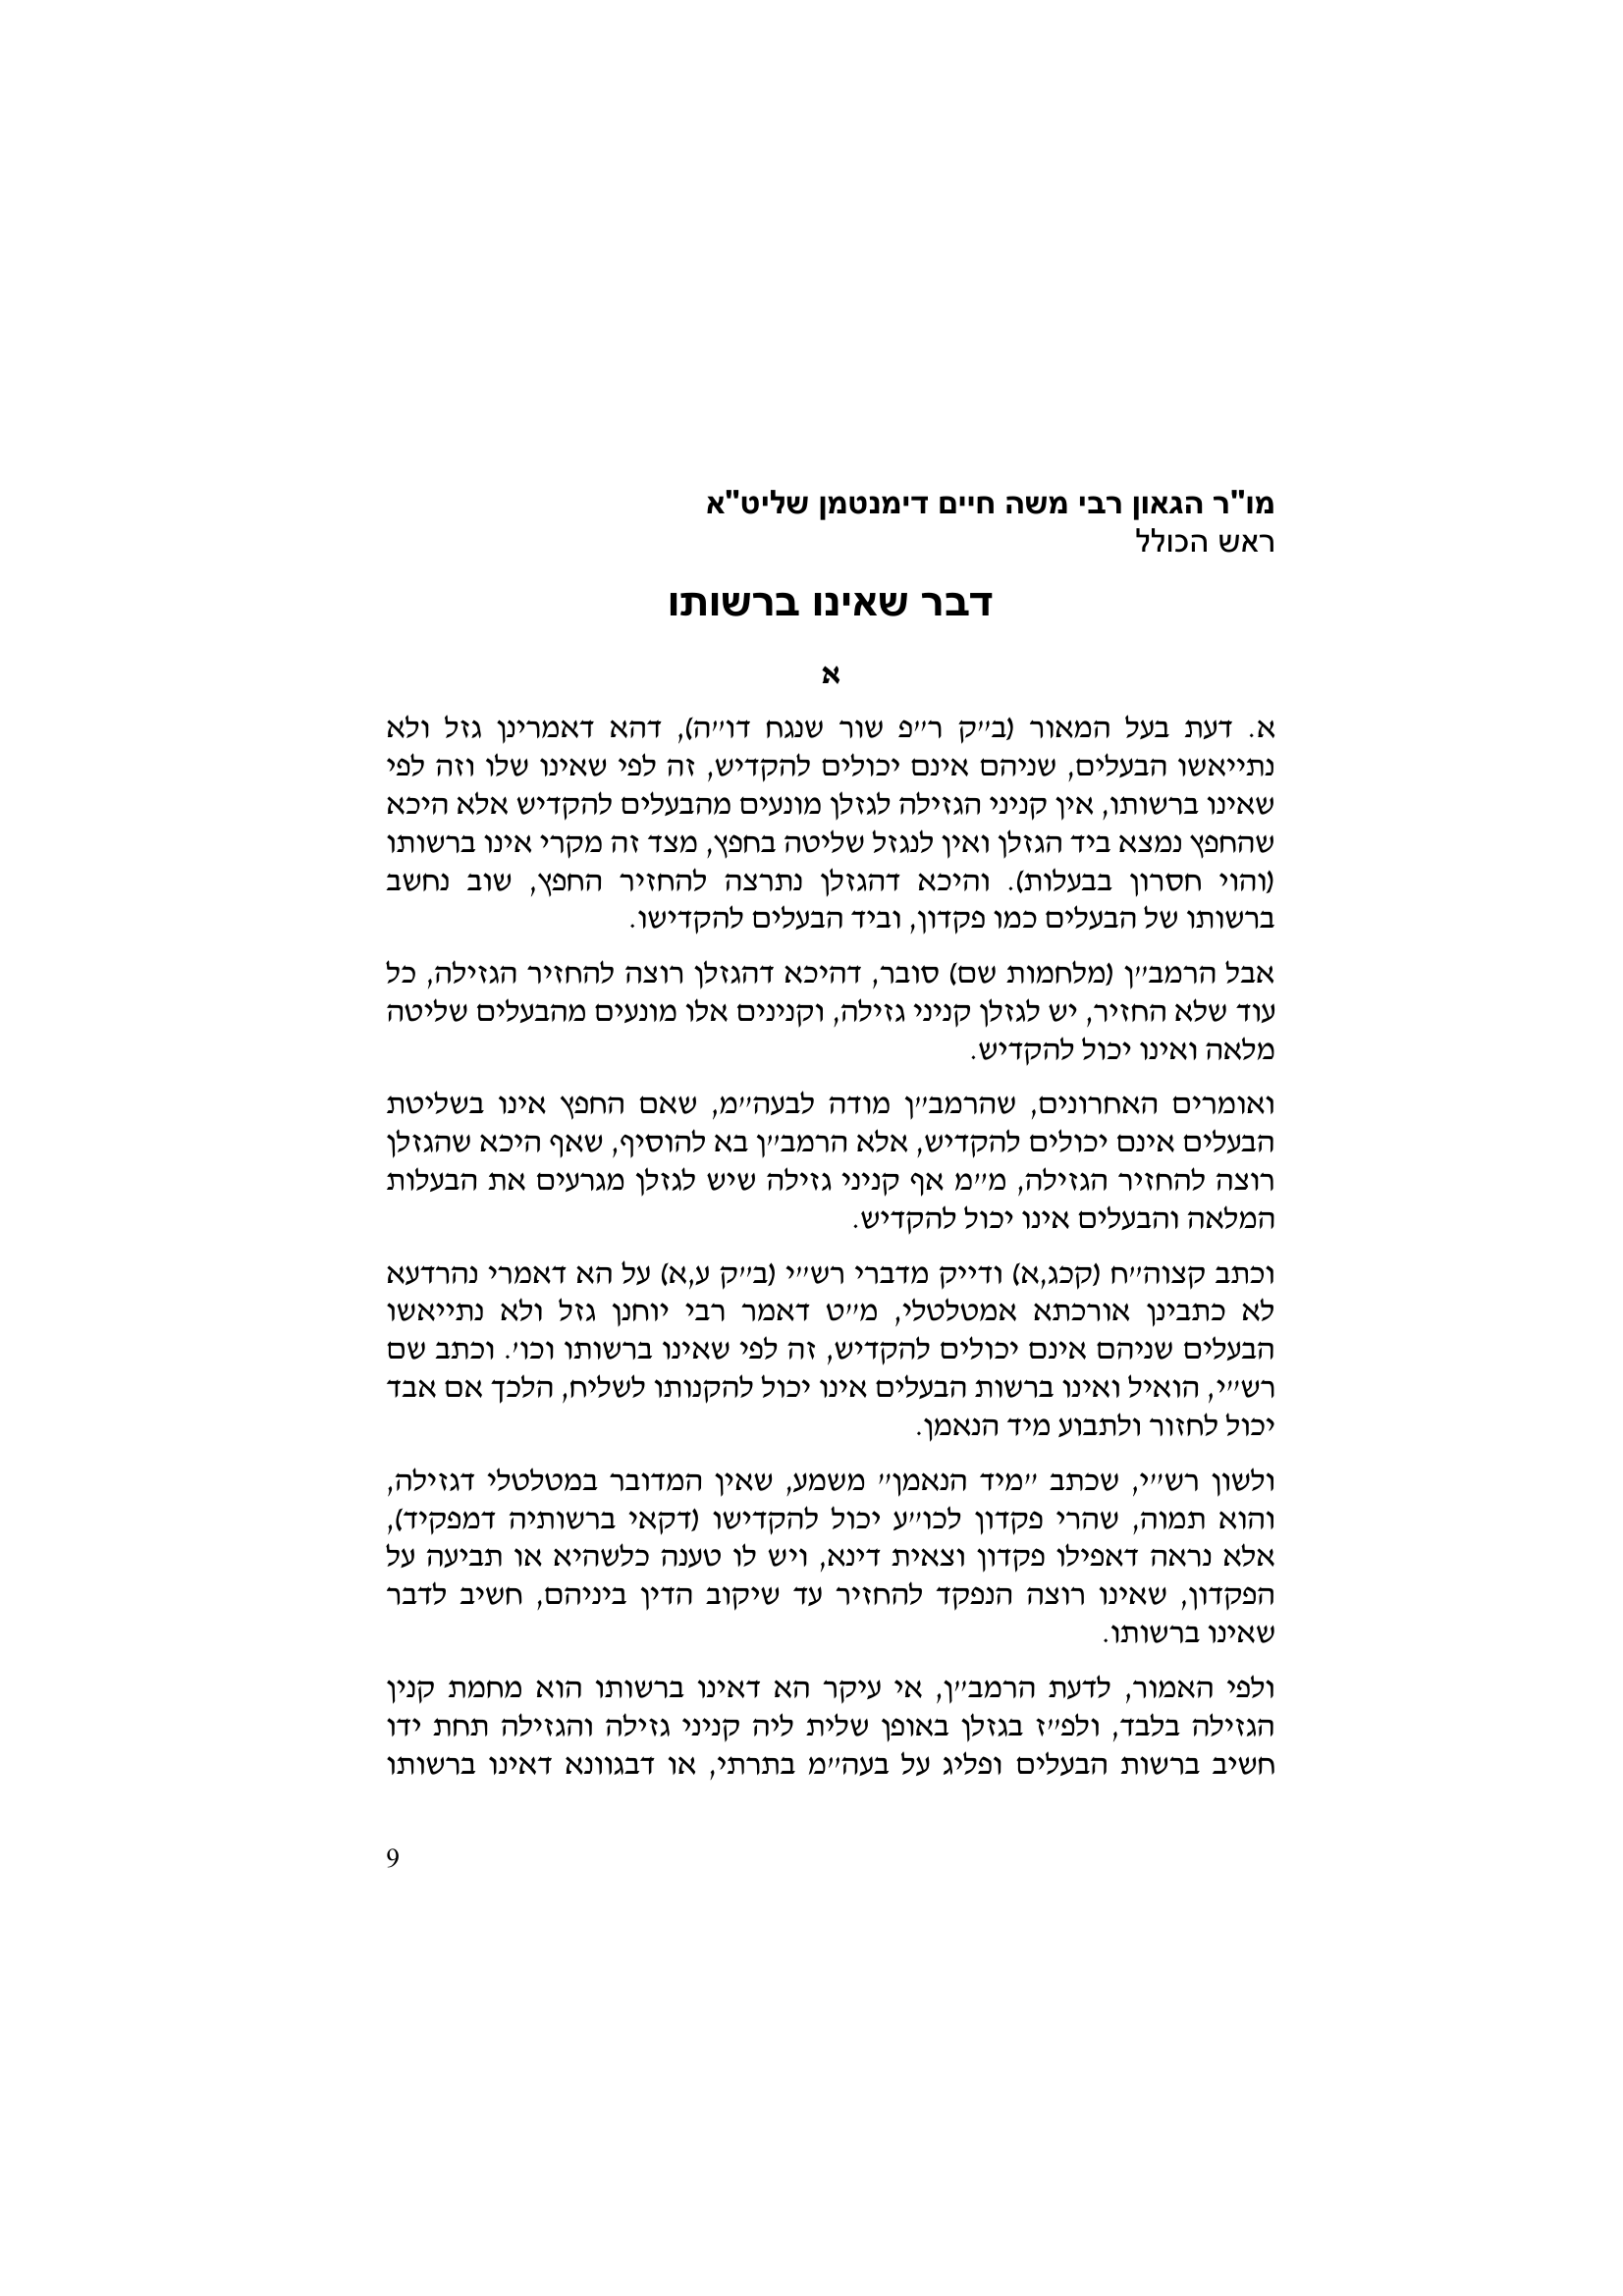 מו"ר הגאון רבי משה חיים דימנטמן שליט"א
ראש הכולל
דבר שאינו ברשותו
א
א. דעת בעל המאור (ב״ק ר״פ שור שנגח דו״ה), דהא דאמרינן גזל ולא
נתייאשו הבעלים, שניהם אינם יכולים להקדיש, זה לפי שאינו שלו וזה לפי
שאינו ברשותו, אין קניני הגזילה לגזלן מונעים מהבעלים להקדיש אלא היכא
שהחפץ נמצא ביד הגזלן ואין לנגזל שליטה בחפץ, מצד זה מקרי אינו ברשותו
(והוי חסרון בבעלות). והיכא דהגזלן נתרצה להחזיר החפץ, שוב נחשב
ברשותו של הבעלים כמו פקדון, וביד הבעלים להקדישו.
אבל הרמב״ן (מלחמות שם) סובר, דהיכא דהגזלן רוצה להחזיר הגזילה, כל
עוד שלא החזיר, יש לגזלן קניני גזילה, וקנינים אלו מונעים מהבעלים שליטה
מלאה ואינו יכול להקדיש.
ואומרים האחרונים, שהרמב״ן מודה לבעה״מ, שאם החפץ אינו בשליטת
הבעלים אינם יכולים להקדיש, אלא הרמב״ן בא להוסיף, שאף היכא שהגזלן
רוצה להחזיר הגזילה, מ״מ אף קניני גזילה שיש לגזלן מגרעים את הבעלות
המלאה והבעלים אינו יכול להקדיש.
וכתב קצוה״ח (קכג,א) ודייק מדברי רש״י (ב״ק ע,א) על הא דאמרי נהרדעא
לא כתבינן אורכתא אמטלטלי, מ״ט דאמר רבי יוחנן גזל ולא נתייאשו
הבעלים שניהם אינם יכולים להקדיש, זה לפי שאינו ברשותו וכו׳. וכתב שם
רש״י, הואיל ואינו ברשות הבעלים אינו יכול להקנותו לשליח, הלכך אם אבד
יכול לחזור ולתבוע מיד הנאמן.
ולשון רש״י, שכתב ״מיד הנאמן״ משמע, שאין המדובר במטלטלי דגזילה,
והוא תמוה, שהרי פקדון לכו״ע יכול להקדישו (דקאי ברשותיה דמפקיד),
אלא נראה דאפילו פקדון וצאית דינא, ויש לו טענה כלשהיא או תביעה על
הפקדון, שאינו רוצה הנפקד להחזיר עד שיקוב הדין ביניהם, חשיב לדבר
שאינו ברשותו.
ולפי האמור, לדעת הרמב״ן, אי עיקר הא דאינו ברשותו הוא מחמת קנין
הגזילה בלבד, ולפ״ז בגזלן באופן שלית ליה קניני גזילה והגזילה תחת ידו
חשיב ברשות הבעלים ופליג על בעה״מ בתרתי, או דבגוונא דאינו ברשותו
9